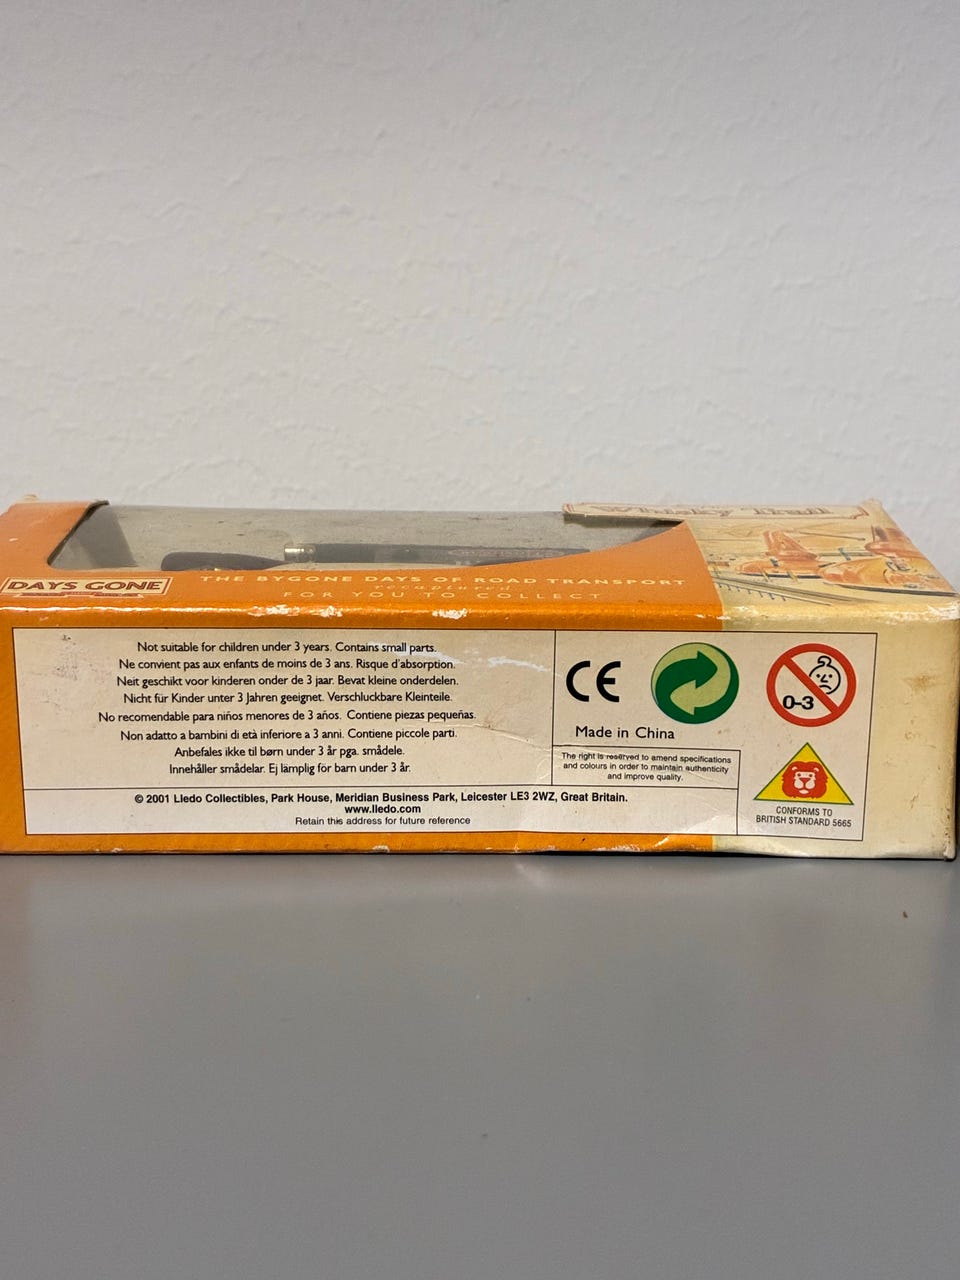 WHISKY TRAIL
DAYS GONE
THE BYGONE DAYS OF ROAD TRANSPORT
recaptured
FOR YOU TO COLLECT
Not suitable for children under 3 years. Contains small parts.
Ne convient pas aux enfants de moins de 3 ans. Risque d'absorption.
Neit geschikt voor kinderen onder de 3 jaar. Bevat kleine onderdelen.
Nicht für Kinder unter 3 Jahren geeignet. Verschluckbare Kleinteile.
No recomendable para niños menores de 3 años. Contiene piezas pequeñas.
Non adatto a bambini di età inferiore a 3 anni. Contiene piccole parti.
Anbefales ikke til børn under 3 år pga. smådele.
Innehåller smådelar. Ej lämplig för barn under 3 år.
CE
Made in China
0-3
The right is reserved to amend specifications
and colours in order to maintain authenticity
and improve quality.
CONFORMS TO
BRITISH STANDARD 5665
© 2001 Lledo Collectibles, Park House, Meridian Business Park, Leicester LE3 2WZ, Great Britain.
www.lledo.com
Retain this address for future reference